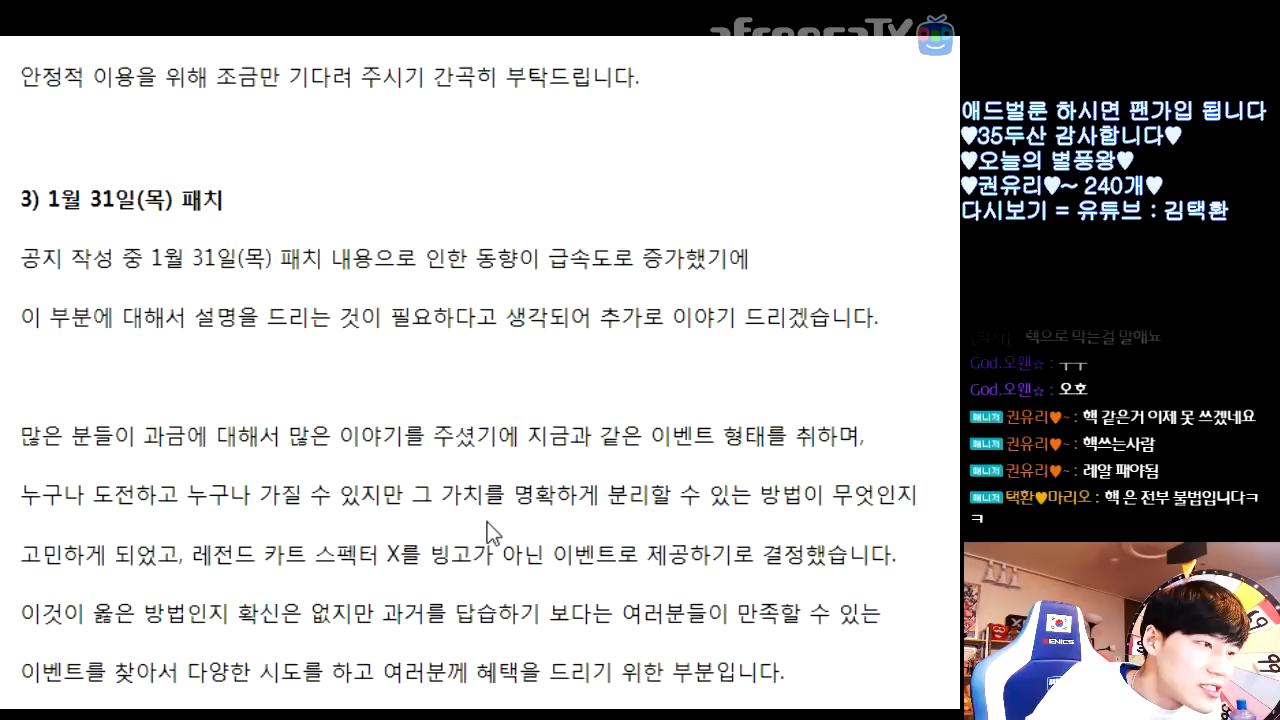 afreecaTV
안정적 이용을 위해 조금만 기다려 주시기 간곡히 부탁드립니다.
3) 1월 31일(목) 패치
공지 작성 중 1월 31일(목) 패치 내용으로 인한 동향이 급속도로 증가했기에
이 부분에 대해서 설명을 드리는 것이 필요하다고 생각되어 추가로 이야기 드리겠습니다.
많은 분들이 과금에 대해서 많은 이야기를 주셨기에 지금과 같은 이벤트 형태를 취하며,
누구나 도전하고 누구나 가질 수 있지만 그 가치를 명확하게 분리할 수 있는 방법이 무엇인지
고민하게 되었고, 레전드 카트 스펙터 X를 빙고가 아닌 이벤트로 제공하기로 결정했습니다.
이것이 옳은 방법인지 확신은 없지만 과거를 답습하기 보다는 여러분들이 만족할 수 있는
이벤트를 찾아서 다양한 시도를 하고 여러분께 혜택을 드리기 위한 부분입니다.
애드벌룬 하시면 팬가입 됩니다
♥35두산 감사합니다♥
♥오늘의 별풍왕♥
♥권유리♥~ 240개♥
다시보기 = 유튜브 : 김택환
렉으로 막는걸 말해뇨
God.오웬☆ : ㅜㅜ
God.오웬☆ : 오호
매니저 권유리♥~ : 핵 같은거 이제 못 쓰겠네요
매니저 권유리♥~ : 핵쓰는사람
매니저 권유리♥~ : 레알 패야됨
매니저 택환♥마리오 : 핵 은 전부 불법입니다ㅋ
ㅋ
GENICS